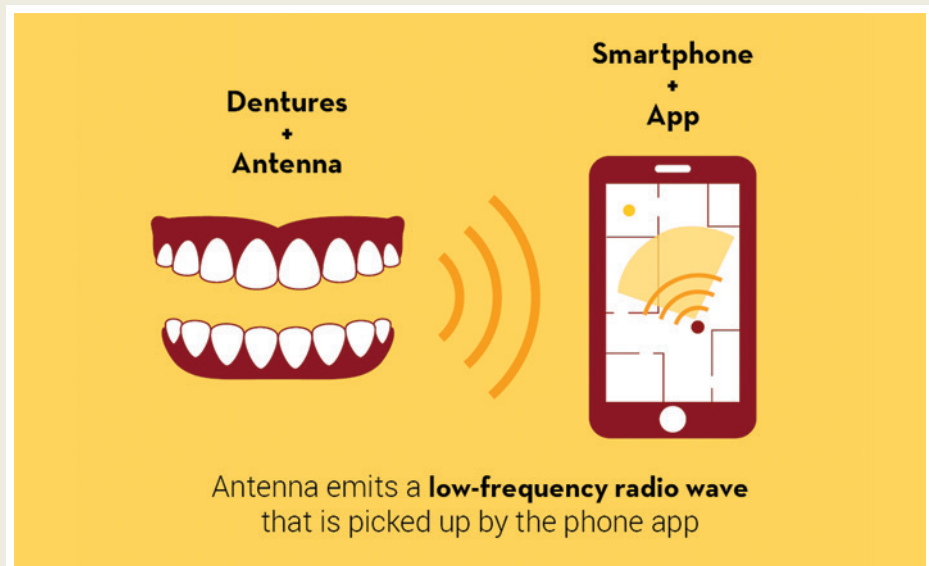 Dentures
+
Antenna
Smartphone
+
App
Antenna emits a low-frequency radio wave
that is picked up by the phone app